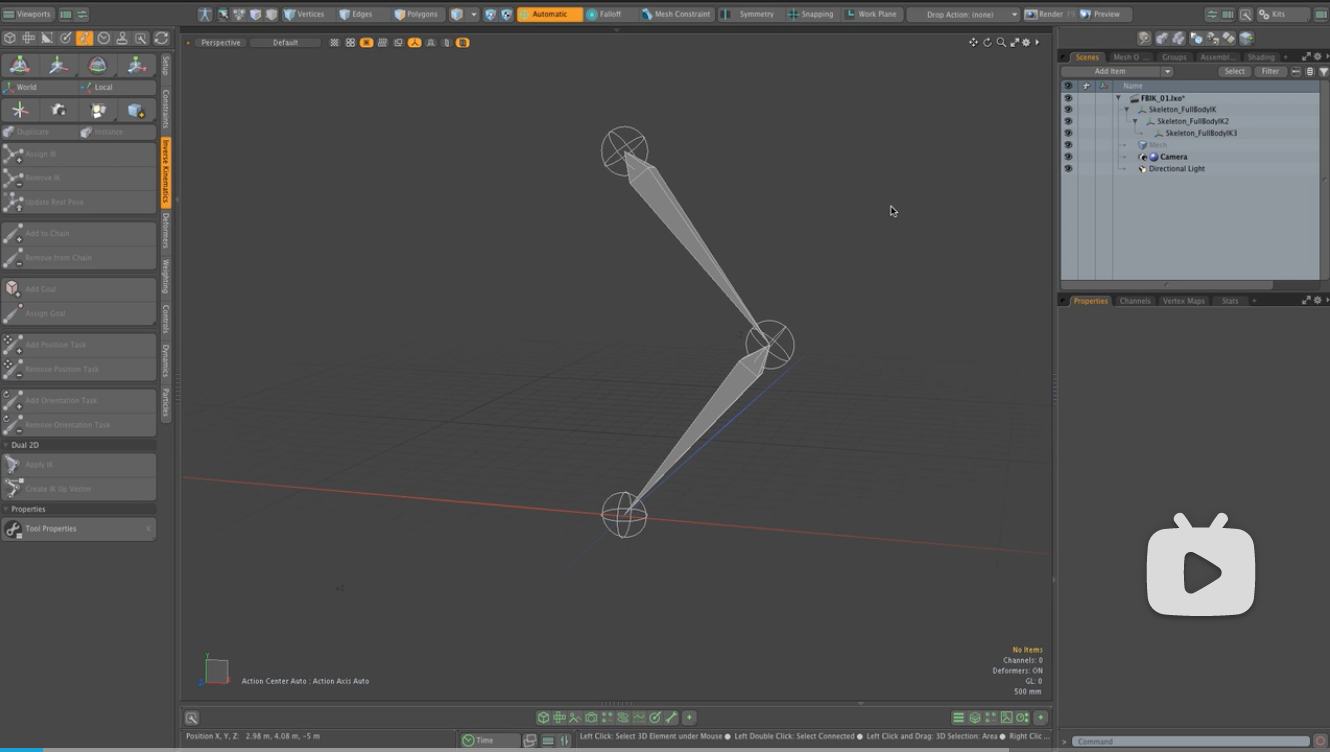 Viewports
Vertices
Edges
Polygons
Automatic
Falloff
Mesh Constraint
Symmetry
Snapping
Work Plane
Drop Action: (none)
Render
F9
Preview
Kits
World
Local
Duplicate
Instance
Assign IK
Remove IK
Update Rest Pose
Add to Chain
Remove from Chain
Add Goal
Assign Goal
Add Position Task
Remove Position Task
Add Orientation Task
Remove Orientation Task
Dual 2D
Apply IK
Create IK Up Vector
Properties
Tool Properties
Setup
Constraints
Inverse Kinematics
Deformers
Weighting
Controls
Dynamics
Particles
Perspective
Default
No Items
Channels: 0
Deformers: ON
GL: 0
500 mm
Y
Action Center Auto : Action Axis Auto
Position X, Y, Z: 2.98 m, 4.08 m, -5 m
Time
Left Click: Select 3D Element under Mouse ● Left Double Click: Select Connected ● Left Click and Drag: 3D Selection: Area ● Right Clic ...
Scenes
Mesh O ...
Groups
Assembl...
Shading
Add Item
Select
Filter
Name
FBIK_01.lxo*
Skeleton_FullBodyIK
Skeleton_FullBodyIK2
Skeleton_FullBodyIK3
Mesh
Camera
Directional Light
Properties
Channels
Vertex Maps
Stats
Command